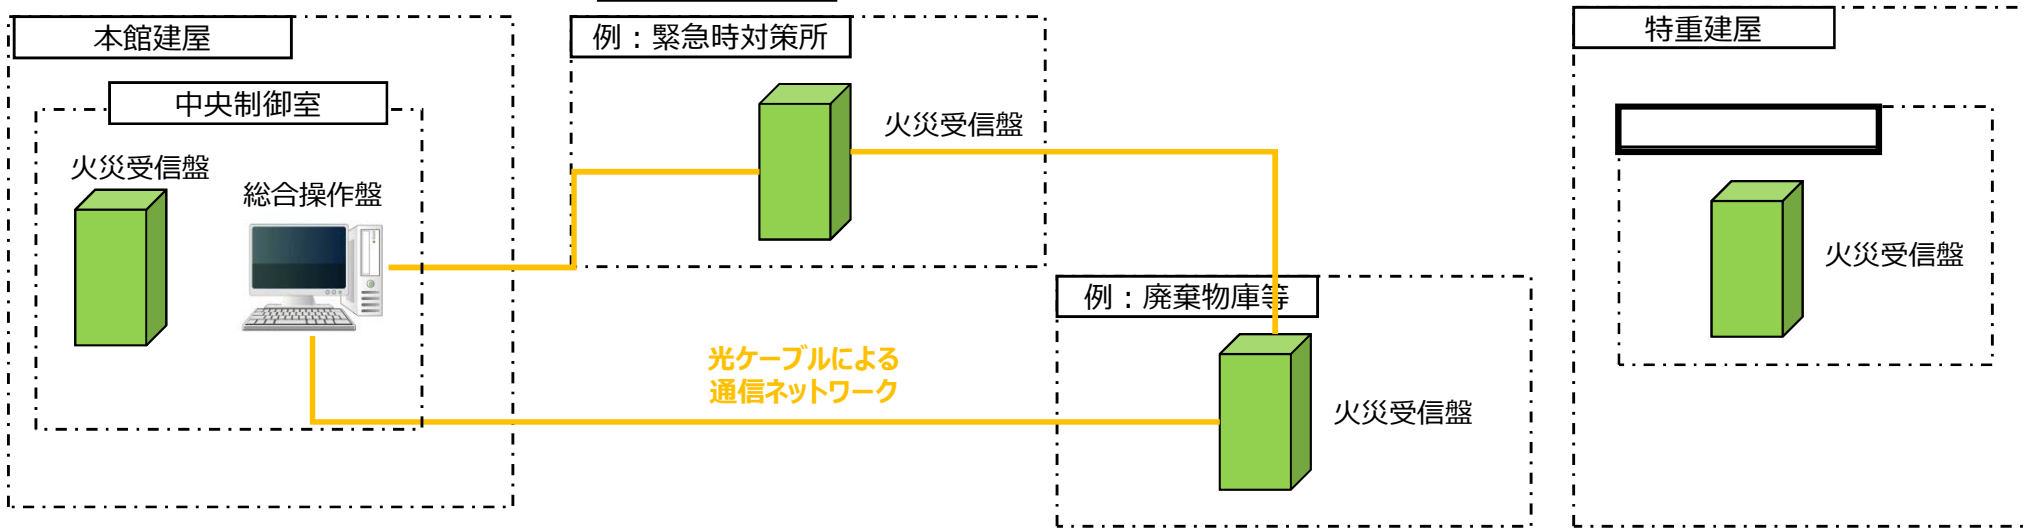 本館建屋
中央制御室
火災受信盤
総合操作盤
例：緊急時対策所
火災受信盤
例：廃棄物庫等
火災受信盤
光ケーブルによる
通信ネットワーク
特重建屋
火災受信盤